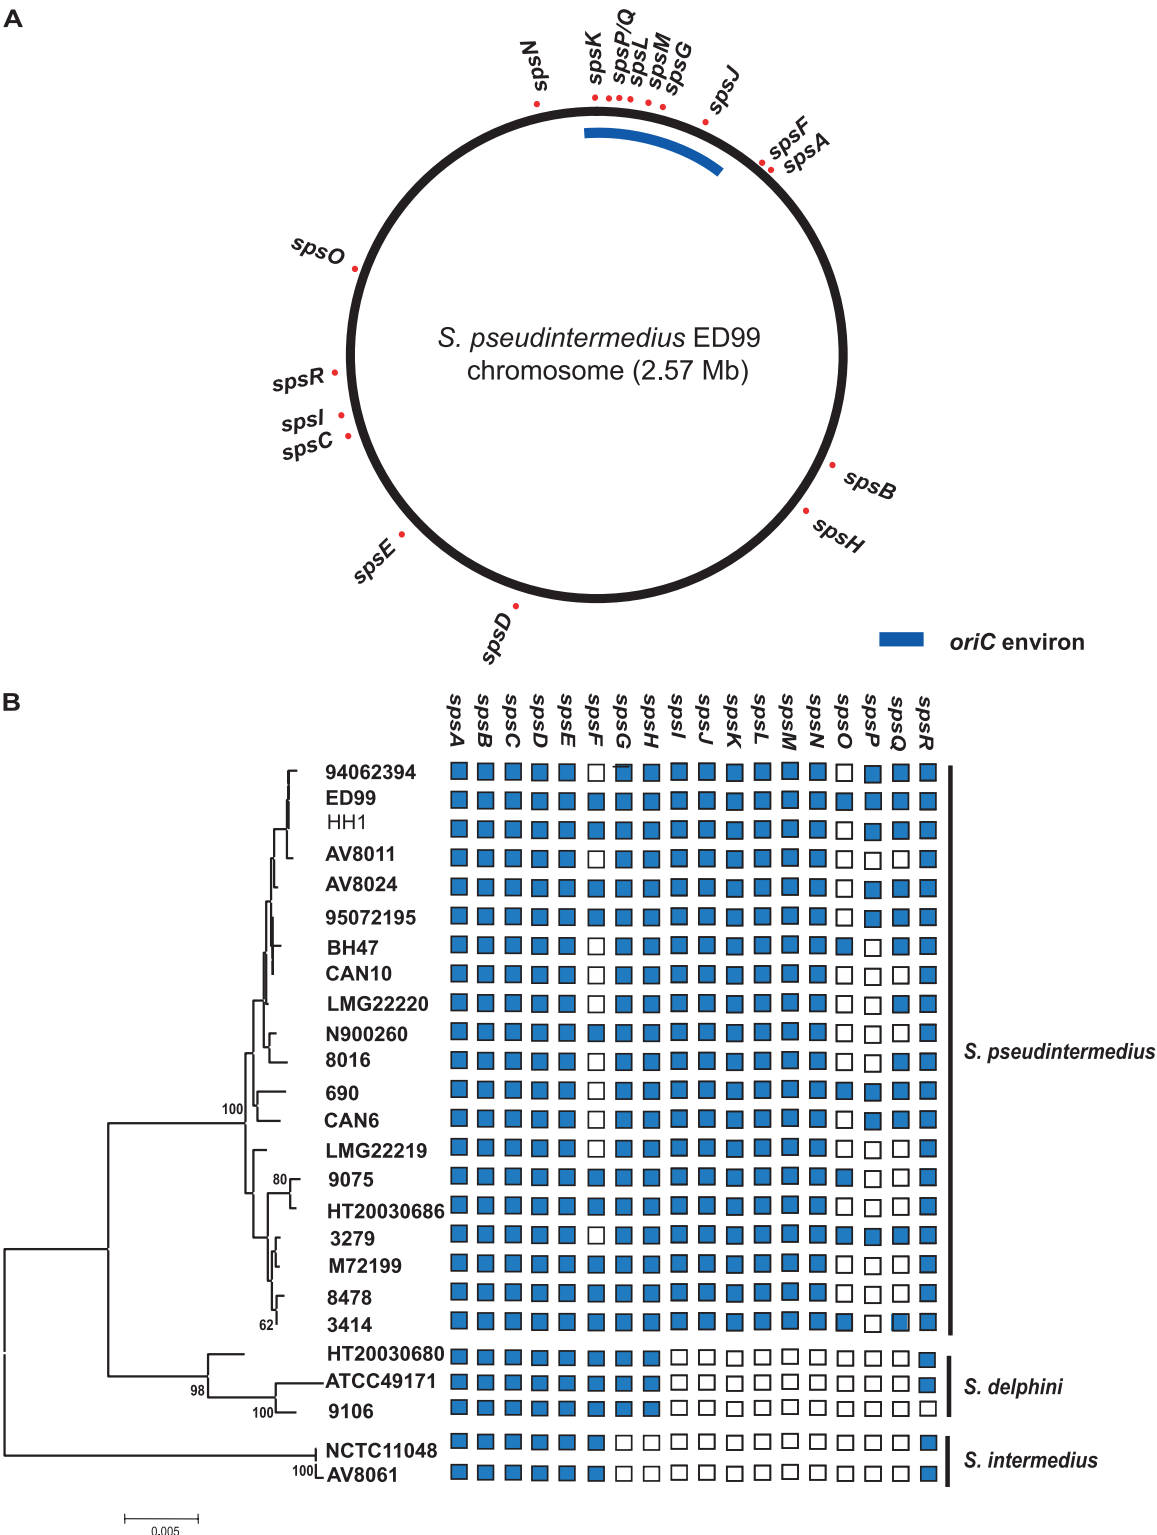 A
spsN
spsK
spsP/Q
spsL
spsM
spsG
spsJ
spsF
spsA
spsO
S. pseudintermedius ED99
chromosome (2.57 Mb)
spsR
spsI
spsC
spsB
spsH
spsE
spsD
oriC environ
B
spsA spsB spsC spsD spsE spsF spsG spsH spsI spsJ spsK spsL spsM spsN spsO spsP spsQ spsR
94062394
ED99
HH1
AV8011
AV8024
95072195
BH47
CAN10
LMG22220
N900260
8016
S. pseudintermedius
690
100
CAN6
LMG22219
80
9075
HT20030686
3279
M72199
8478
62
3414
HT20030680
ATCC49171
S. delphini
98
100
9106
NCTC11048
S. intermedius
100
AV8061
0.005